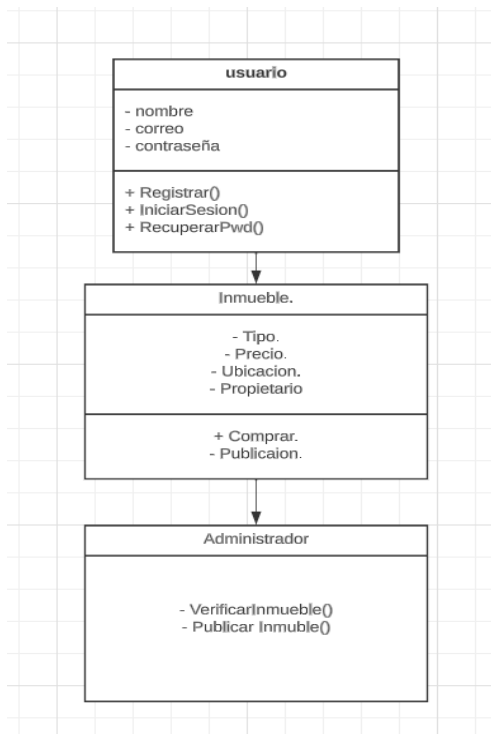 usuario
- nombre
- correo
- contraseña
+ Registrar()
+ IniciarSesion()
+ RecuperarPwd()
Inmueble.
- Tipo.
- Precio.
- Ubicacion.
- Propietario
+ Comprar.
- Publicaion.
Administrador
- VerificarInmueble()
- Publicar Inmuble()